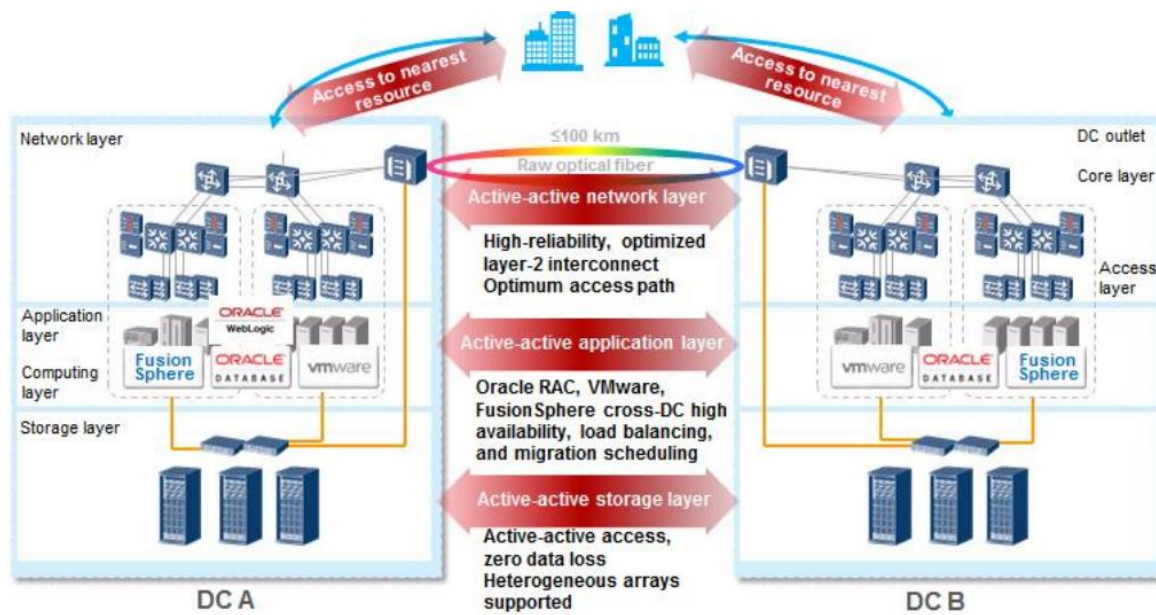 Access to nearest
resource
Access to nearest
resource
Network layer
≤100 km
Raw optical fiber
DC outlet
Core layer
Active-active network layer
High-reliability, optimized
layer-2 interconnect
Optimum access path
Access
layer
Application
layer
ORACLE
WebLogic
Computing
layer
Fusion
Sphere
ORACLE
DATABASE
vmware
Active-active application layer
vmware
ORACLE
DATABASE
Fusion
Sphere
Oracle RAC, VMware,
FusionSphere cross-DC high
availability, load balancing,
and migration scheduling
Storage layer
Active-active storage layer
Active-active access,
zero data loss
Heterogeneous arrays
supported
DC A
DC B